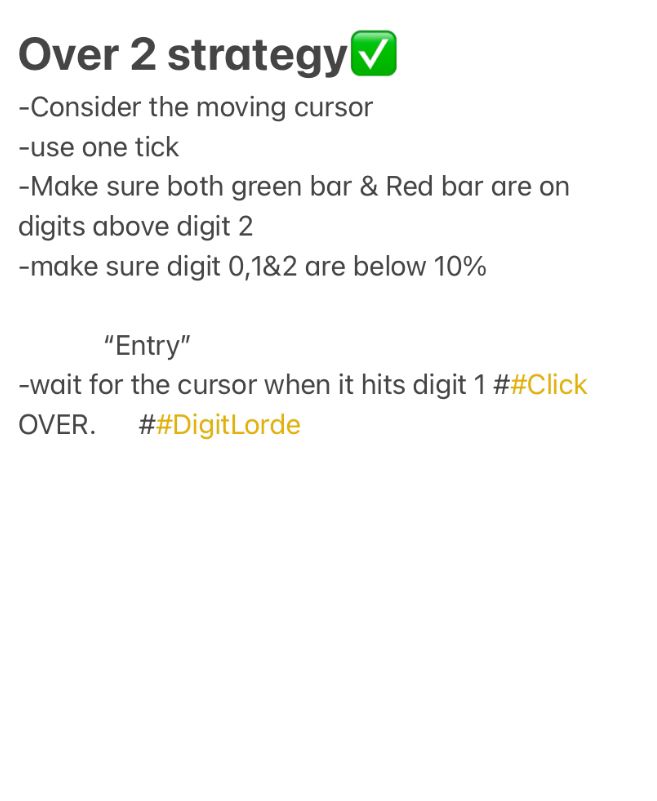 Over 2 strategy✅
-Consider the moving cursor
-use one tick
-Make sure both green bar & Red bar are on
digits above digit 2
-make sure digit 0,1&2 are below 10%
“Entry”
-wait for the cursor when it hits digit 1 ##Click
OVER. ##DigitLorde